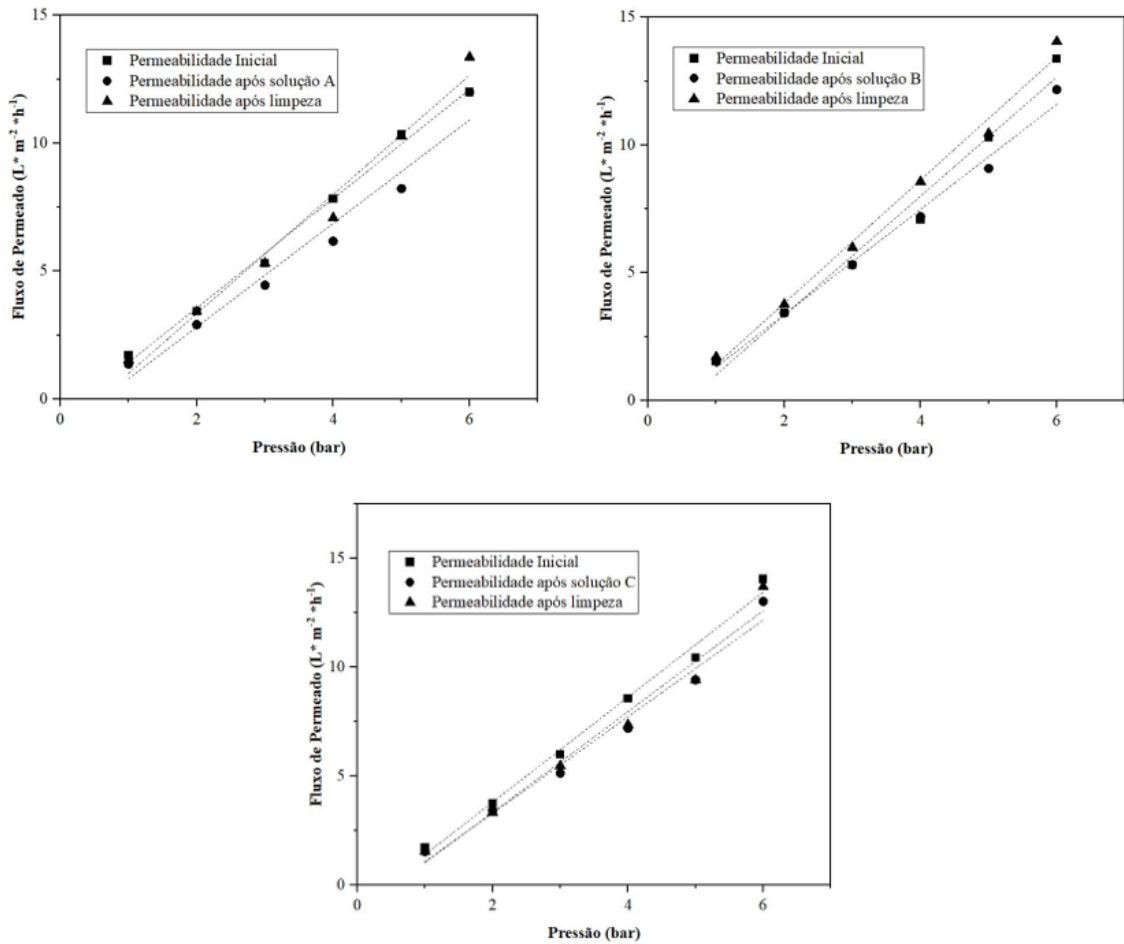 15
10
5
0
Fluxo de Permeado (L* m-2 *h-1)
Permeabilidade Inicial
Permeabilidade após solução A
Permeabilidade após limpeza
0 2 4 6
Pressão (bar)
15
10
5
0
Fluxo de Permeado (L* m-2 *h-1)
Permeabilidade Inicial
Permeabilidade após solução B
Permeabilidade após limpeza
0 2 4 6
Pressão (bar)
15
10
5
0
Fluxo de Permeado (L* m-2 *h-1)
Permeabilidade Inicial
Permeabilidade após solução C
Permeabilidade após limpeza
0 2 4 6
Pressão (bar)